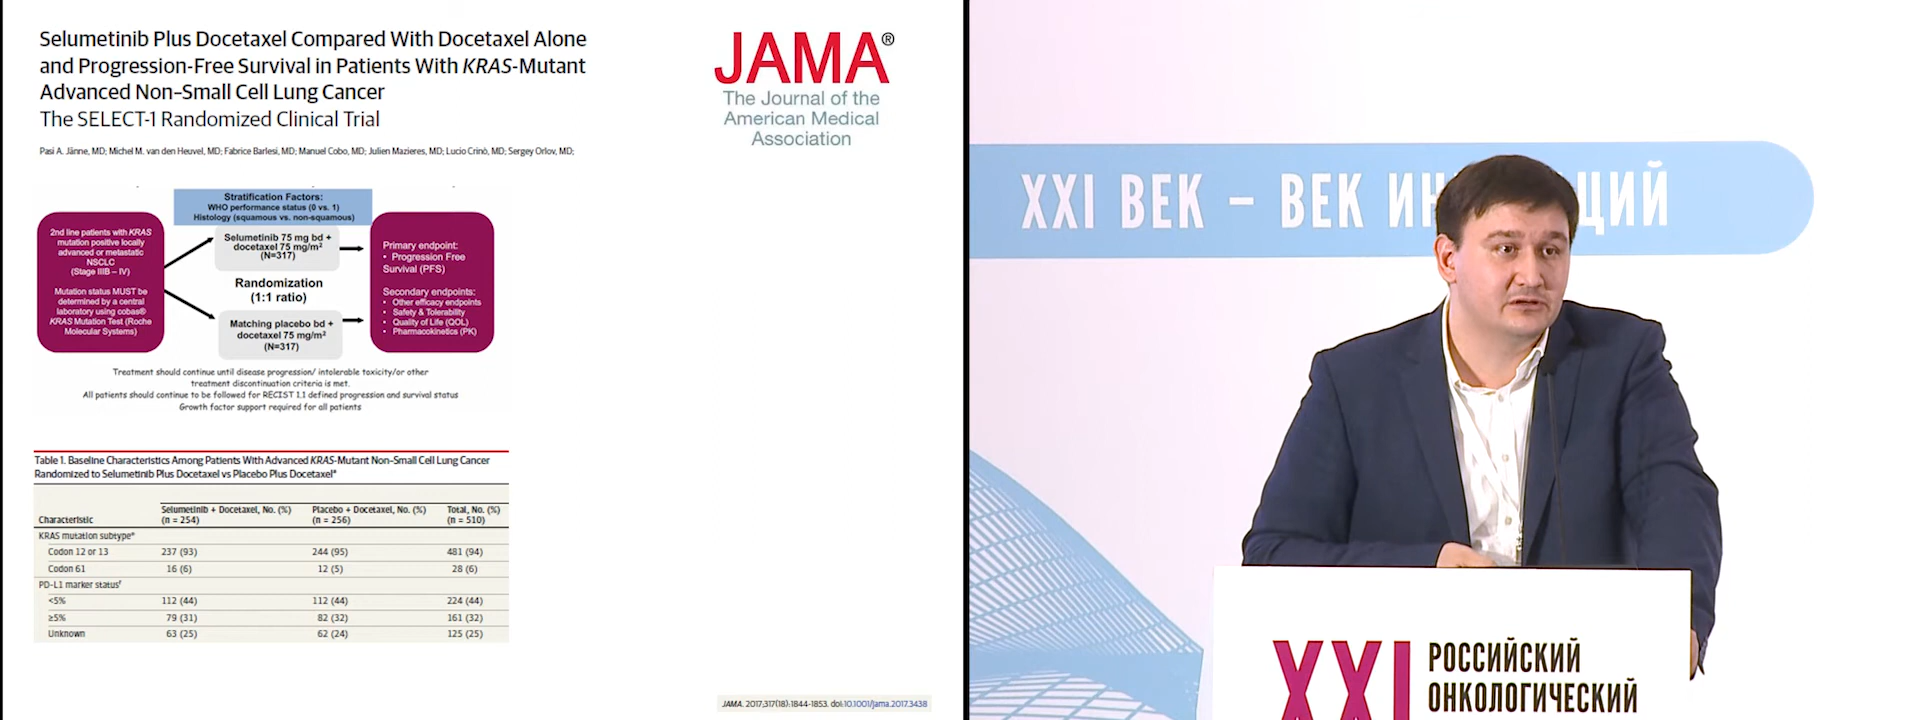 Selumetinib Plus Docetaxel Compared With Docetaxel Alone
and Progression-Free Survival in Patients With KRAS-Mutant
Advanced Non–Small Cell Lung Cancer
The SELECT-1 Randomized Clinical Trial
Pasi A. Jänne, MD; Michel M. van den Heuvel, MD; Fabrice Barlesi, MD; Manuel Cobo, MD; Julien Mazieres, MD; Lucio Crinò, MD; Sergey Orlov, MD;
JAMA®
The Journal of the
American Medical
Association
Stratification Factors:
WHO performance status (0 vs. 1)
Histology (squamous vs. non-squamous)
2nd line patients with KRAS
mutation positive locally
advanced or metastatic
NSCLC
(Stage IIIB – IV)
Mutation status MUST be
determined by a central
laboratory using cobas®
KRAS Mutation Test (Roche
Molecular Systems)
Selumetinib 75 mg bd +
docetaxel 75 mg/m²
(N=317)
Randomization
(1:1 ratio)
Matching placebo bd +
docetaxel 75 mg/m²
(N=317)
Primary endpoint:
• Progression Free
Survival (PFS)
Secondary endpoints:
• Other efficacy endpoints
• Safety & Tolerability
• Quality of Life (QOL)
• Pharmacokinetics (PK)
Treatment should continue until disease progression/ intolerable toxicity/or other
treatment discontinuation criteria is met.
All patients should continue to be followed for RECIST 1.1 defined progression and survival status
Growth factor support required for all patients
Table 1. Baseline Characteristics Among Patients With Advanced KRAS-Mutant Non–Small Cell Lung Cancer
Randomized to Selumetinib Plus Docetaxel vs Placebo Plus Docetaxelª
Characteristic Selumetinib + Docetaxel, No. (%) (n = 254) Placebo + Docetaxel, No. (%) (n = 256) Total, No. (%) (n = 510)
KRAS mutation subtypeᵉ
Codon 12 or 13 237 (93) 244 (95) 481 (94)
Codon 61 16 (6) 12 (5) 28 (6)
PD-L1 marker statusᶠ
<5% 112 (44) 112 (44) 224 (44)
≥5% 79 (31) 82 (32) 161 (32)
Unknown 63 (25) 62 (24) 125 (25)
JAMA. 2017;317(18):1844-1853. doi:10.1001/jama.2017.3438
XXI ВЕК – ВЕК ИН ЦИЙ
XXI РОССИЙСКИЙ
ОНКОЛОГИЧЕСКИЙ